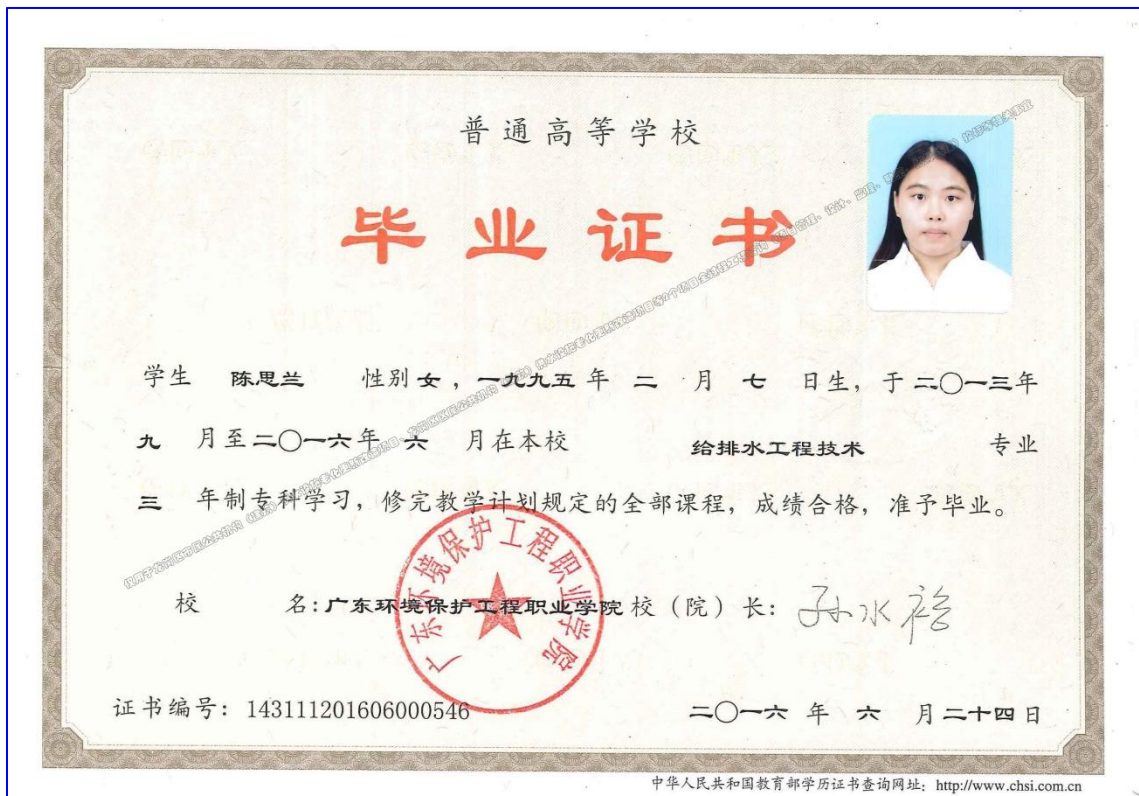 普通高等学校
毕业证书
学生 陈思兰 性别 女 ，一九九五 年 二 月 七 日生，于 二〇一三年
九 月至二〇一六年 六 月在本校 给排水工程技术 专业
三 年制专科学习，修完教学计划规定的全部课程，成绩合格，准予毕业。
广东环境保护工程职业学院
校 名：广东环境保护工程职业学院 校（院）长：孙水裕
证书编号：143111201606000546 二〇一六 年 六 月二十四日
中华人民共和国教育部学历证书查询网址：http://www.chsi.com.cn